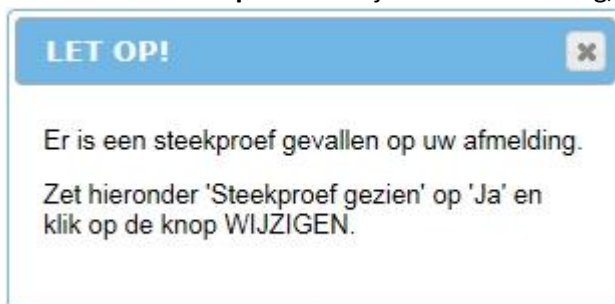 LET OP!
Er is een steekproef gevallen op uw afmelding.
Zet hieronder 'Steekproef gezien' op 'Ja' en
klik op de knop WIJZIGEN.